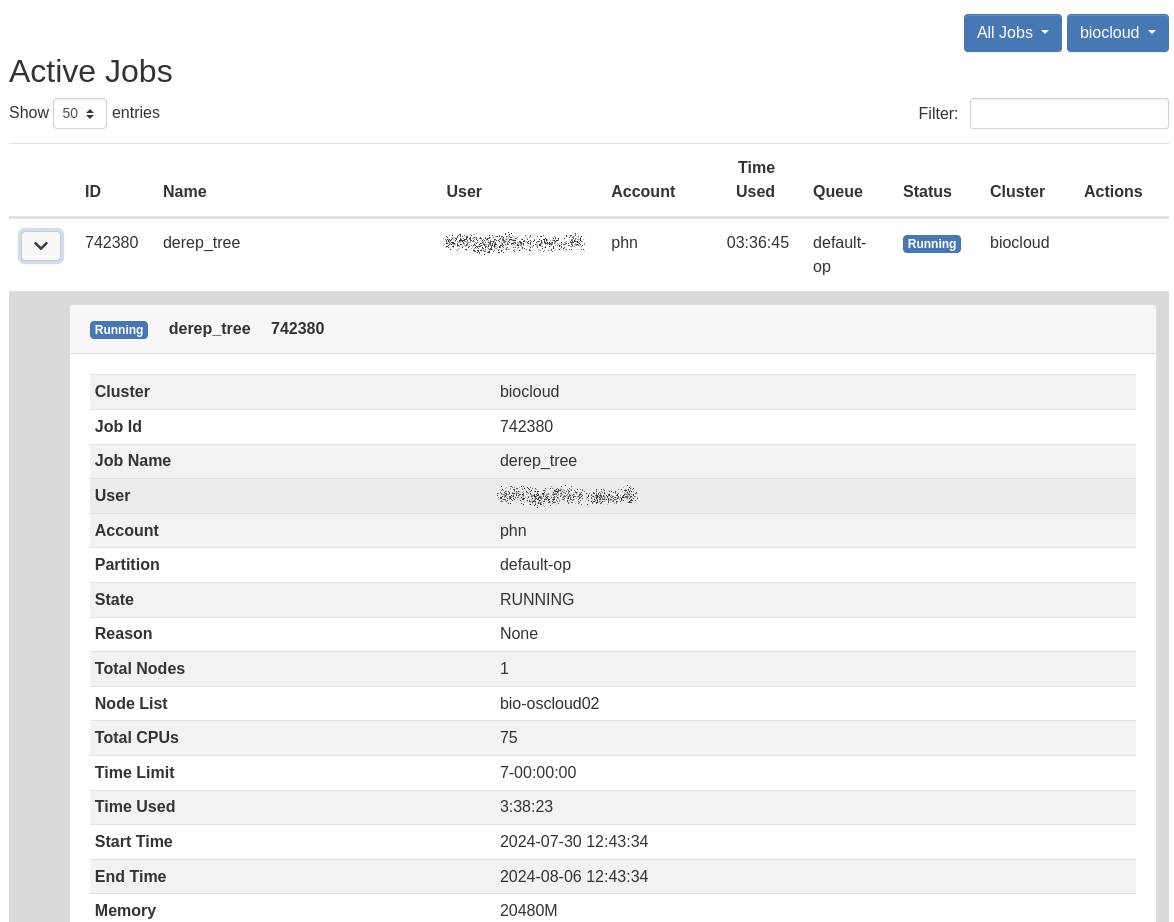 All Jobs biocloud
Active Jobs
Show 50 entries Filter:
ID Name User Account Time Used Queue Status Cluster Actions
742380 derep_tree phn 03:36:45 default-op Running biocloud
Running derep_tree 742380
Cluster biocloud
Job Id 742380
Job Name derep_tree
User
Account phn
Partition default-op
State RUNNING
Reason None
Total Nodes 1
Node List bio-oscloud02
Total CPUs 75
Time Limit 7-00:00:00
Time Used 3:38:23
Start Time 2024-07-30 12:43:34
End Time 2024-08-06 12:43:34
Memory 20480M